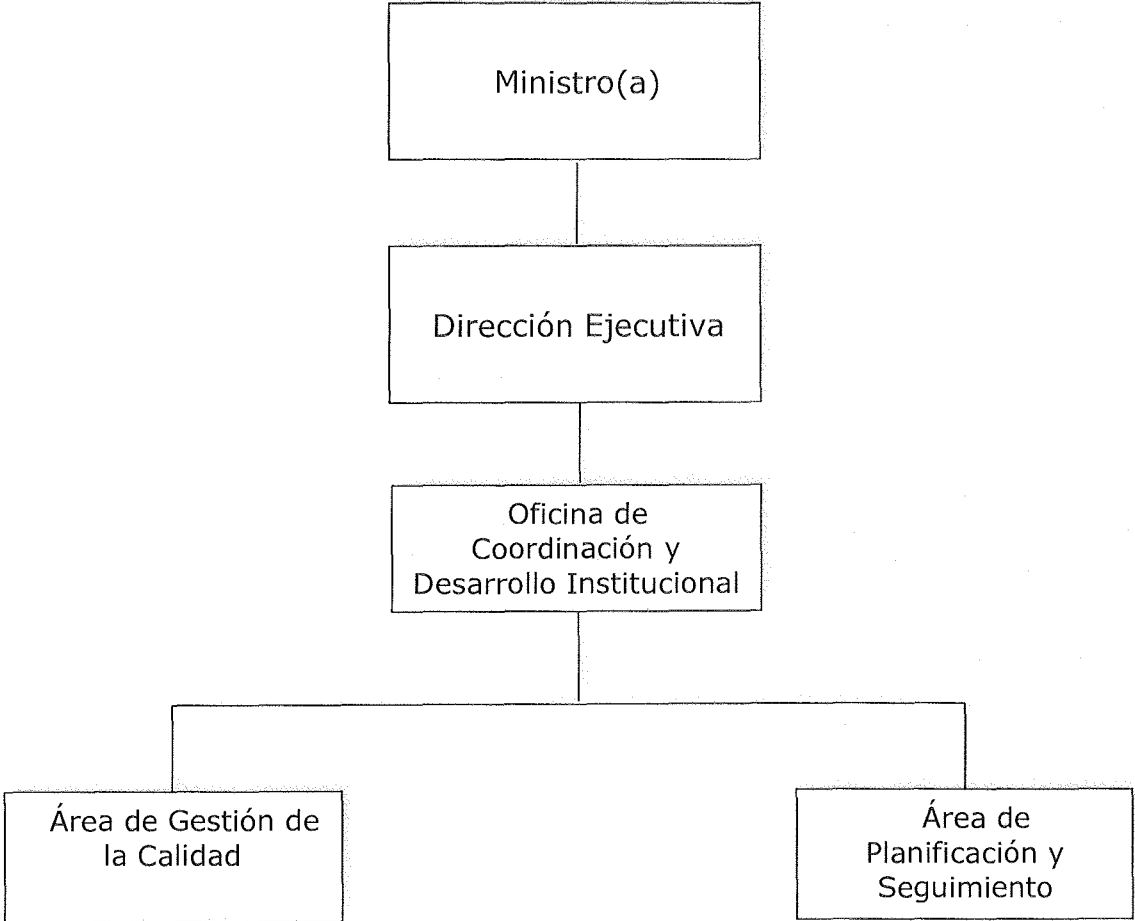 Ministro(a)
Dirección Ejecutiva
Oficina de
Coordinación y
Desarrollo Institucional
Área de Gestión de
la Calidad
Área de
Planificación y
Seguimiento